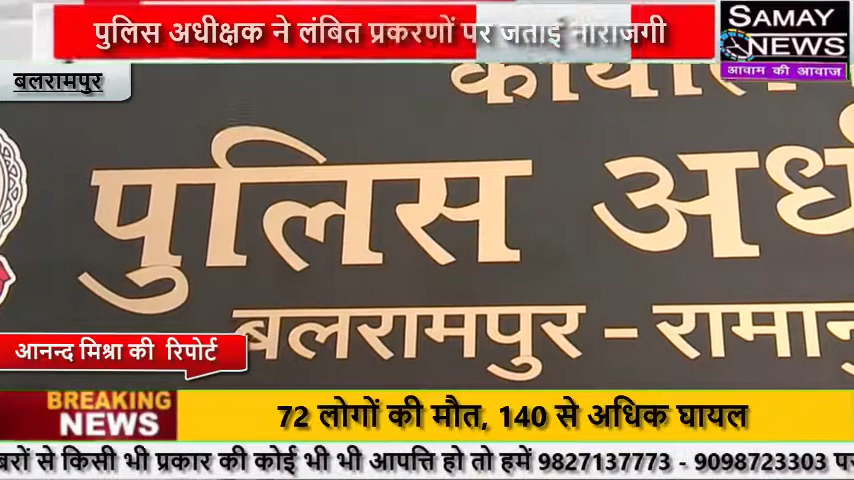 पुलिस अधीक्षक ने लंबित प्रकरणों पर जताई नाराजगी
SAMAY
NEWS
आवाम की आवाज
बलरामपुर
पुलिस
बलरामपुर - रामानु
आनन्द मिश्रा की रिपोर्ट
BREAKING
NEWS
72 लोगों की मौत, 140 से अधिक घायल
से किसी भी प्रकार की कोई भी भी आपत्ति हो तो हमें 9827137773 - 9098723303